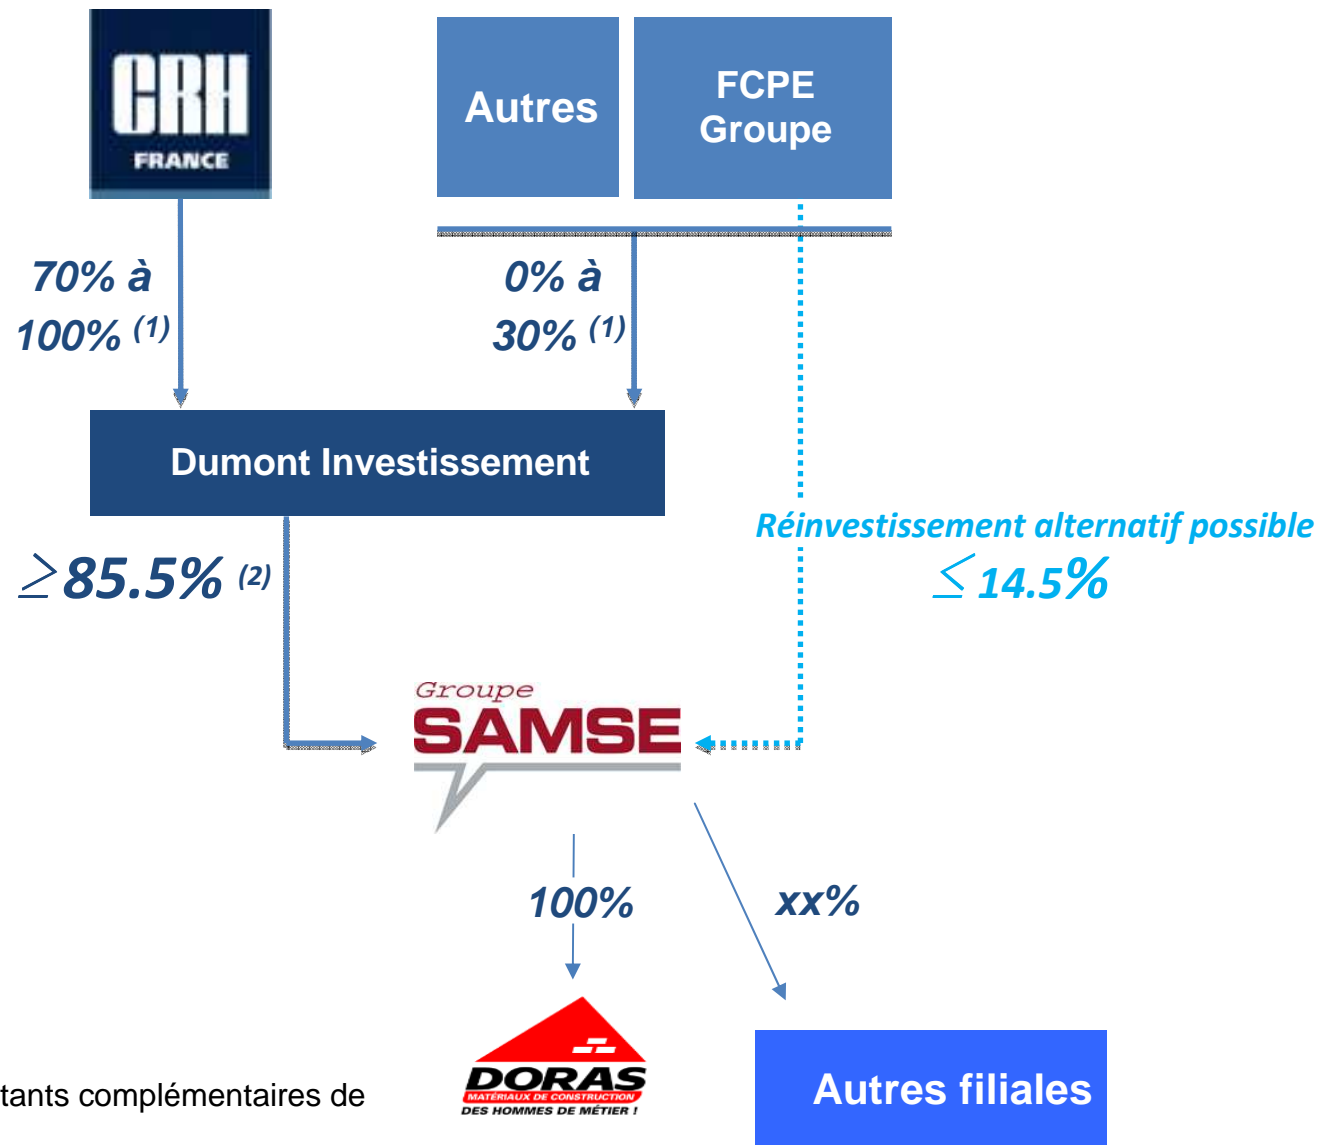 CRH
FRANCE
Autres
FCPE
Groupe
70% à
100% (1)
0% à
30% (1)
Dumont Investissement
Réinvestissement alternatif possible
≥85.5% (2)
≤ 14.5%
Groupe
SAMSE
100%
xx%
DORAS
MATÉRIAUX DE CONSTRUCTION
DES HOMMES DE MÉTIER !
Autres filiales
tants complémentaires de